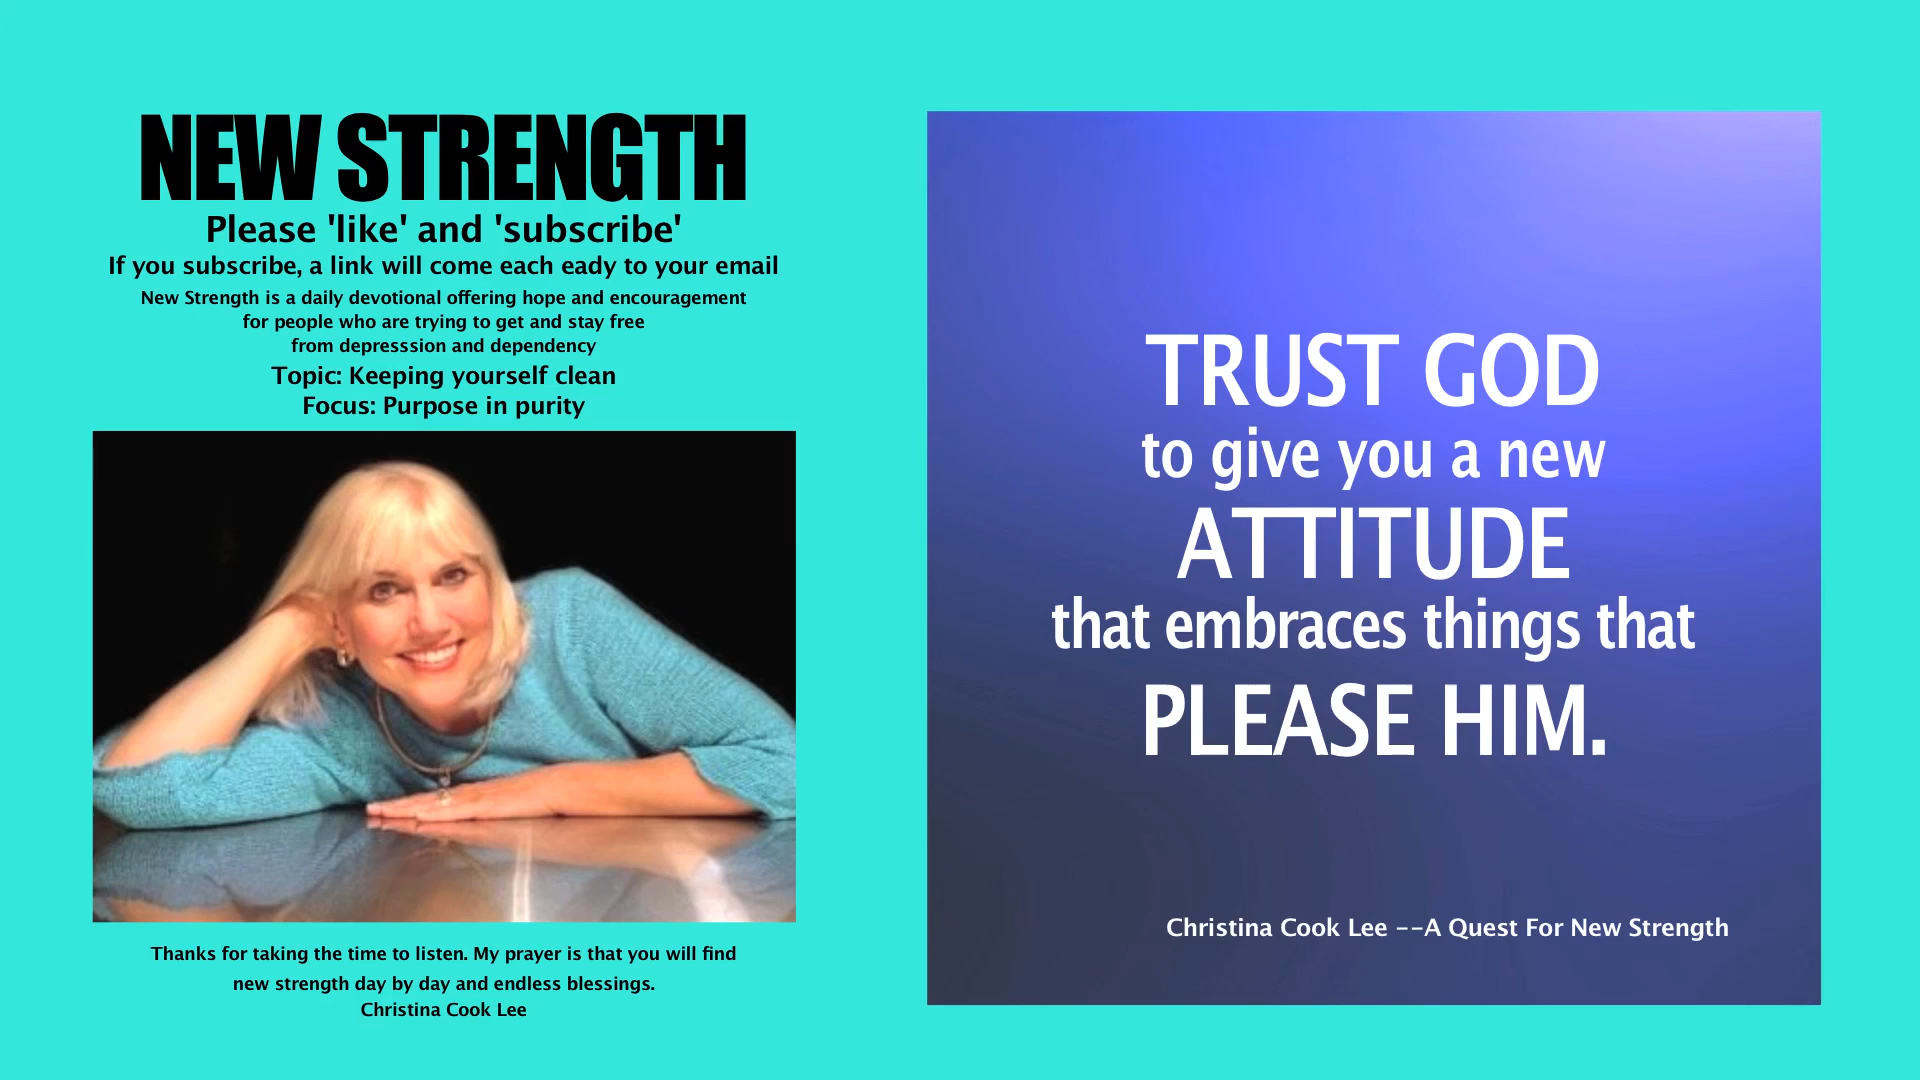 NEW STRENGTH
Please 'like' and 'subscribe'
If you subscribe, a link will come each eady to your email
New Strength is a daily devotional offering hope and encouragement
for people who are trying to get and stay free
from depresssion and dependency
Topic: Keeping yourself clean
Focus: Purpose in purity
Thanks for taking the time to listen. My prayer is that you will find
new strength day by day and endless blessings.
Christina Cook Lee
TRUST GOD
to give you a new
ATTITUDE
that embraces things that
PLEASE HIM.
Christina Cook Lee --A Quest For New Strength